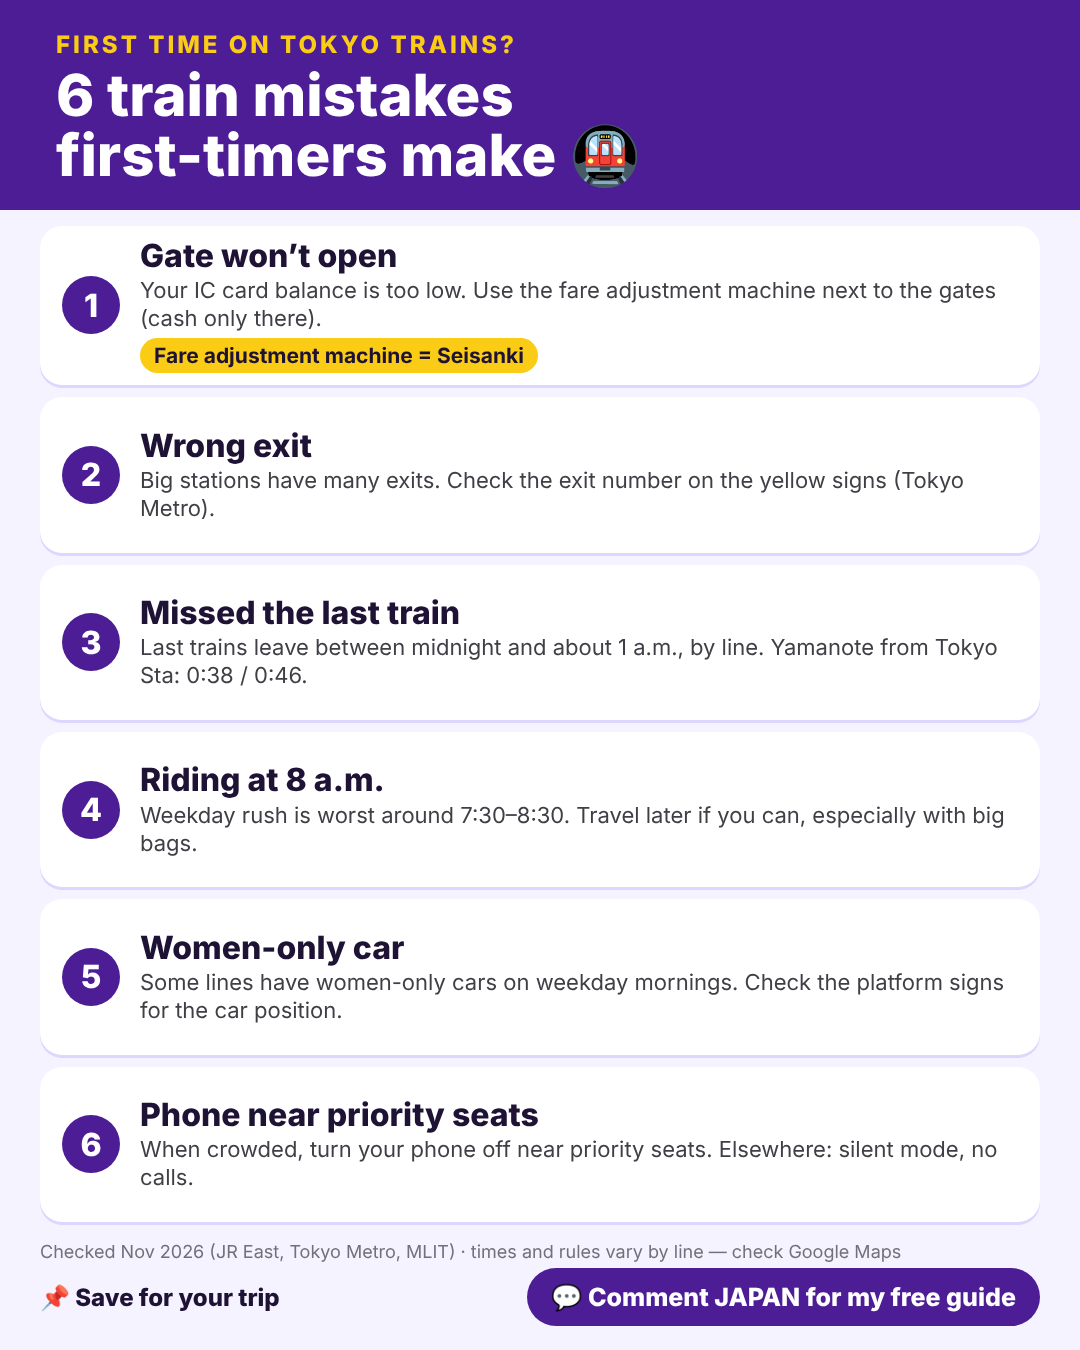 FIRST TIME ON TOKYO TRAINS?
6 train mistakes
first-timers make
1
Gate won’t open
Your IC card balance is too low. Use the fare adjustment machine next to the gates
(cash only there).
Fare adjustment machine = Seisanki
2
Wrong exit
Big stations have many exits. Check the exit number on the yellow signs (Tokyo
Metro).
3
Missed the last train
Last trains leave between midnight and about 1 a.m., by line. Yamanote from Tokyo
Sta: 0:38 / 0:46.
4
Riding at 8 a.m.
Weekday rush is worst around 7:30–8:30. Travel later if you can, especially with big
bags.
5
Women-only car
Some lines have women-only cars on weekday mornings. Check the platform signs
for the car position.
6
Phone near priority seats
When crowded, turn your phone off near priority seats. Elsewhere: silent mode, no
calls.
Checked Nov 2026 (JR East, Tokyo Metro, MLIT) · times and rules vary by line — check Google Maps
📌 Save for your trip
💬 Comment JAPAN for my free guide